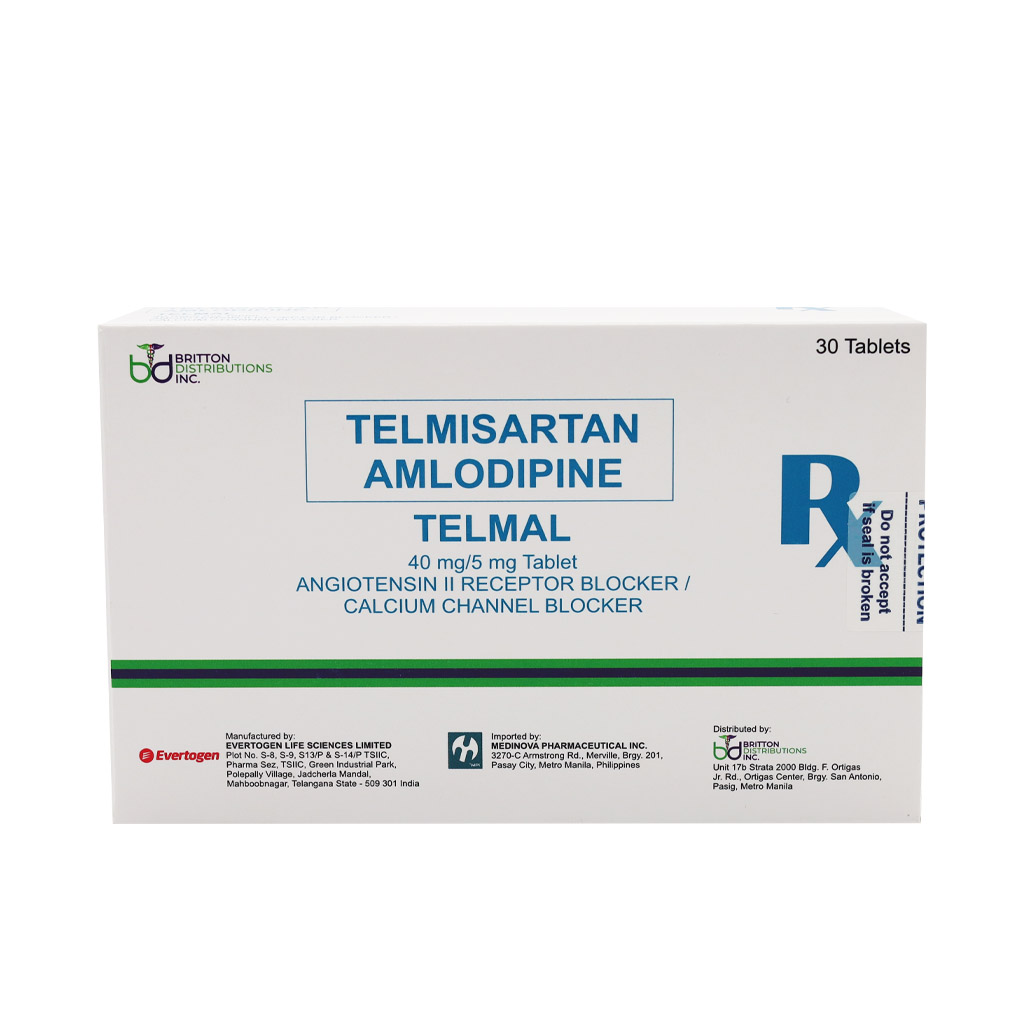 BRITTON
DISTRIBUTIONS
INC.
30 Tablets
TELMISARTAN
AMLODIPINE
TELMAL
40 mg/5 mg Tablet
ANGIOTENSIN II RECEPTOR BLOCKER /
CALCIUM CHANNEL BLOCKER
Rx
Do not accept
if seal is broken
PROTECTION
Evertogen
Manufactured by:
EVERTOGEN LIFE SCIENCES LIMITED
Plot No. S-8, S-9, S13/P & S-14/P TSIIC,
Pharma Sez, TSIIC, Green Industrial Park,
Polepally Village, Jadcherla Mandal,
Mahboobnagar, Telangana State - 509 301 India
Imported by:
MEDINOVA PHARMACEUTICAL INC.
3270-C Armstrong Rd., Merville, Brgy. 201,
Pasay City, Metro Manila, Philippines
Distributed by:
bd BRITTON
DISTRIBUTIONS
INC.
Unit 17b Strata 2000 Bldg. F. Ortigas
Jr. Rd., Ortigas Center, Brgy. San Antonio,
Pasig, Metro Manila